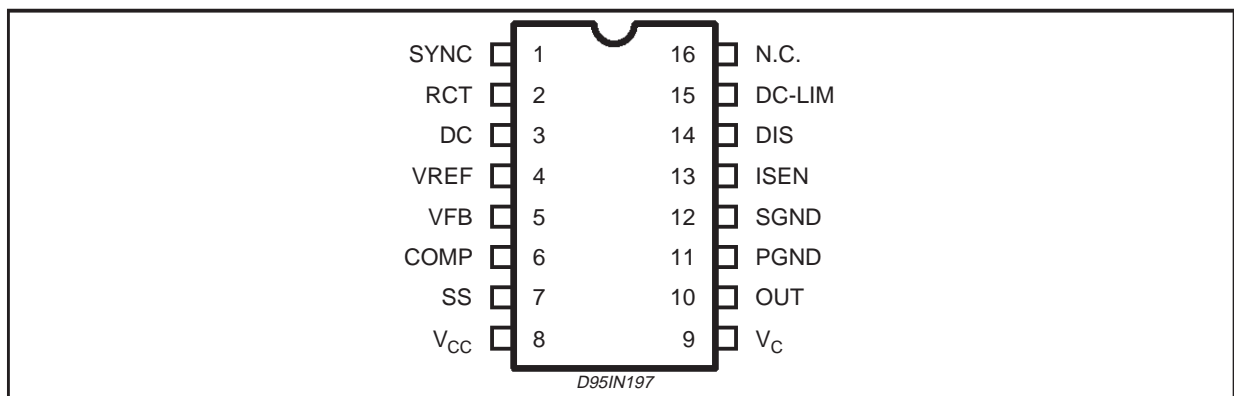 SYNC 1 16 N.C.
RCT 2 15 DC-LIM
DC 3 14 DIS
VREF 4 13 ISEN
VFB 5 12 SGND
COMP 6 11 PGND
SS 7 10 OUT
VCC 8 9 VC
D95IN197